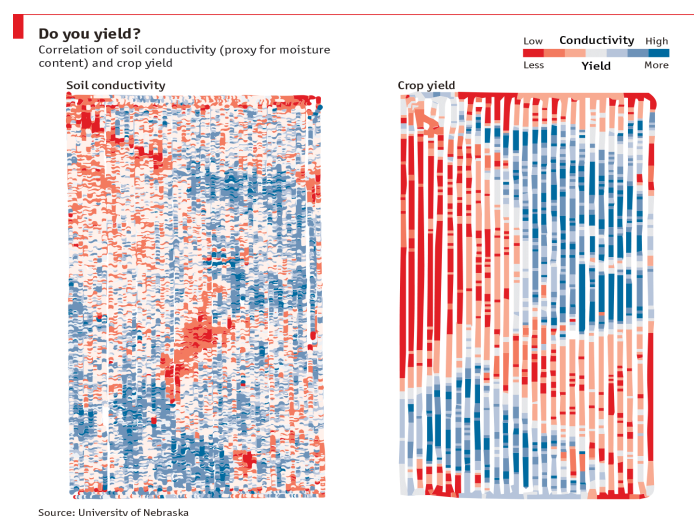 Do you yield?
Correlation of soil conductivity (proxy for moisture
content) and crop yield
Low Conductivity High
Less Yield More
Soil conductivity
Crop yield
Source: University of Nebraska